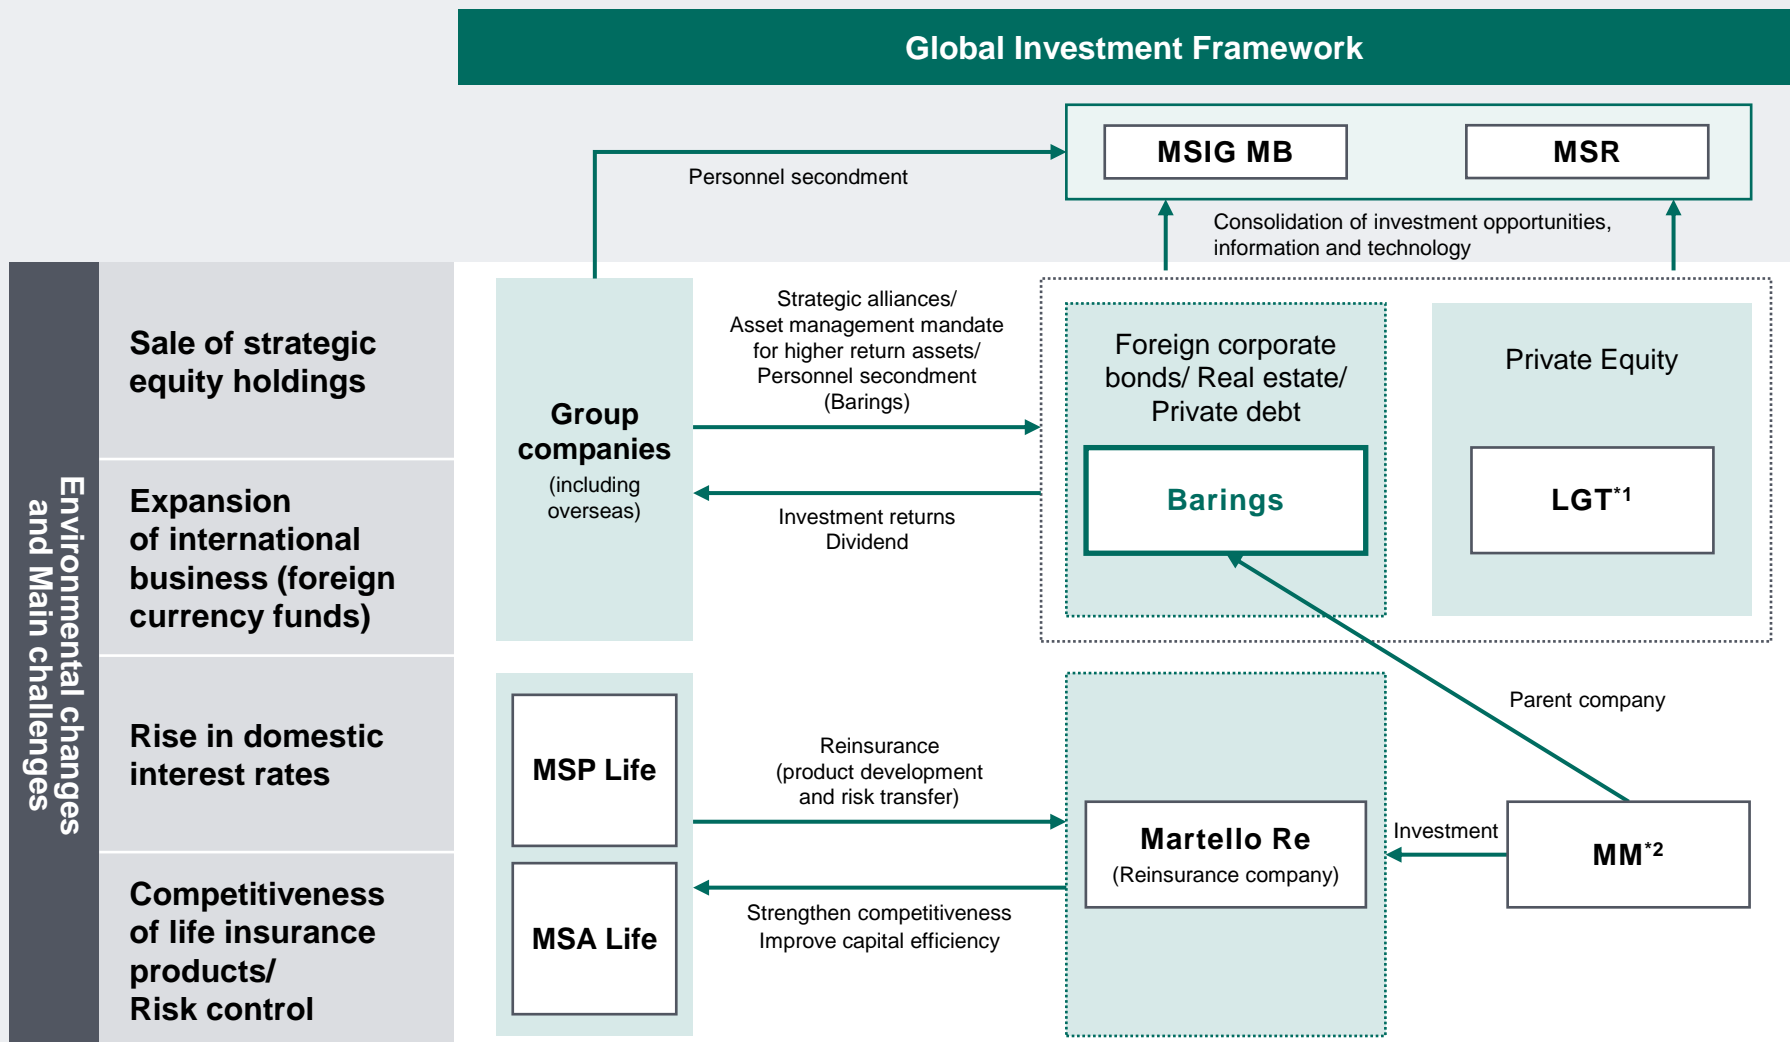 Global Investment Framework
MSIG MB
MSR
Personnel secondment
Consolidation of investment opportunities,
information and technology
Environmental changes
and Main challenges
Sale of strategic
equity holdings
Expansion
of international
business (foreign
currency funds)
Rise in domestic
interest rates
Competitiveness
of life insurance
products/
Risk control
Group
companies
(including
overseas)
Strategic alliances/
Asset management mandate
for higher return assets/
Personnel secondment
(Barings)
Investment returns
Dividend
Foreign corporate
bonds/ Real estate/
Private debt
Barings
Private Equity
LGT*1
Parent company
MSP Life
MSA Life
Reinsurance
(product development
and risk transfer)
Strengthen competitiveness
Improve capital efficiency
Martello Re
(Reinsurance company)
Investment
MM*2